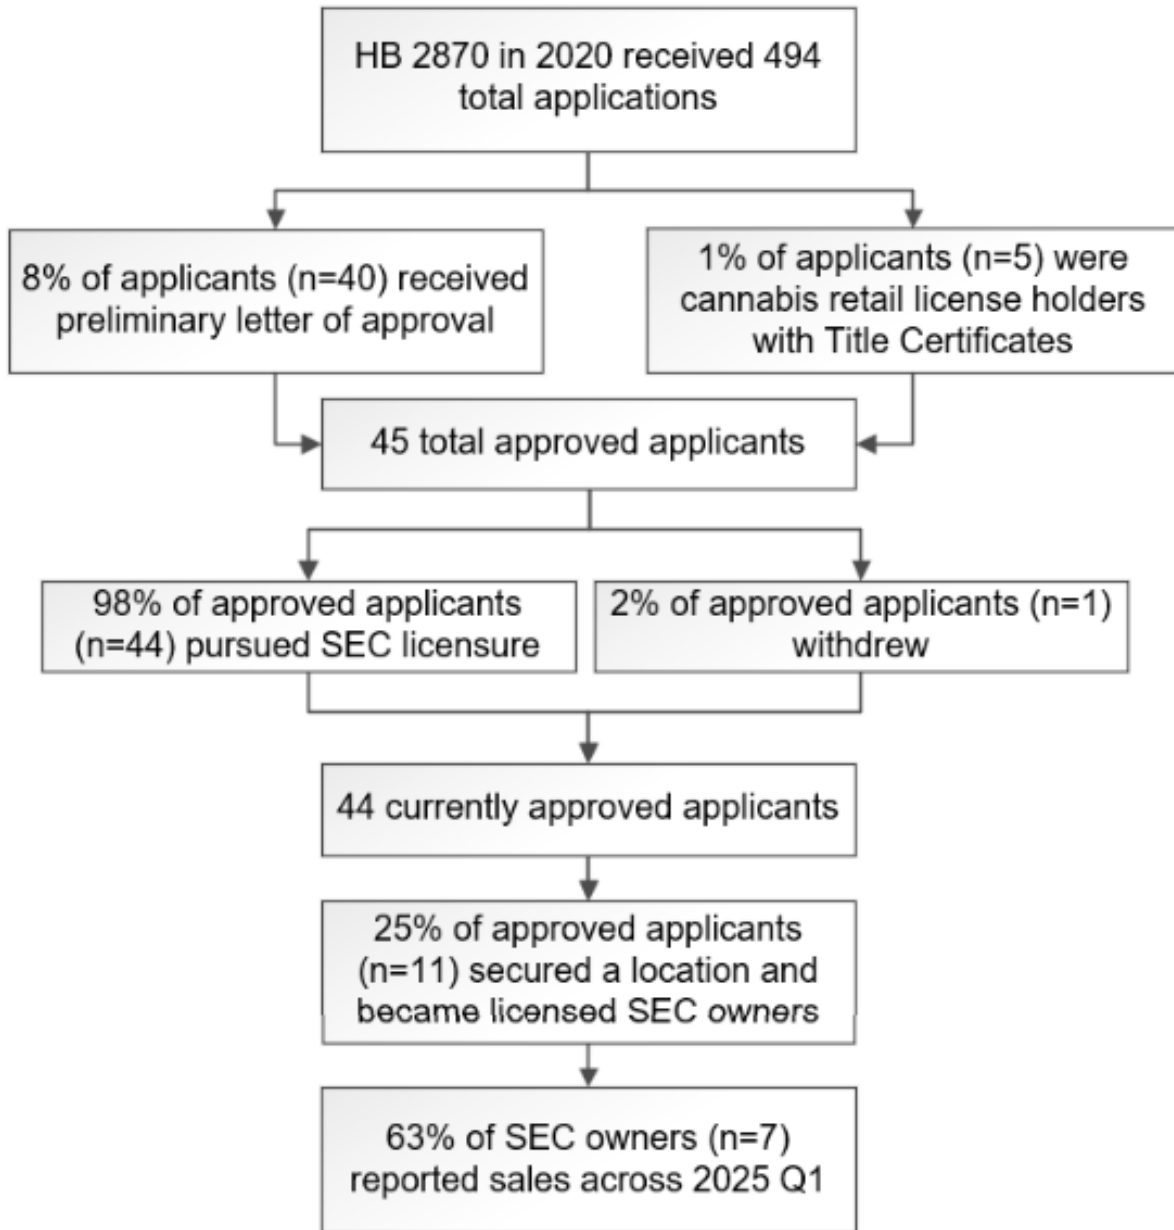 HB 2870 in 2020 received 494
total applications
8% of applicants (n=40) received
preliminary letter of approval
1% of applicants (n=5) were
cannabis retail license holders
with Title Certificates
45 total approved applicants
98% of approved applicants
(n=44) pursued SEC licensure
2% of approved applicants (n=1)
withdrew
44 currently approved applicants
25% of approved applicants
(n=11) secured a location and
became licensed SEC owners
63% of SEC owners (n=7)
reported sales across 2025 Q1